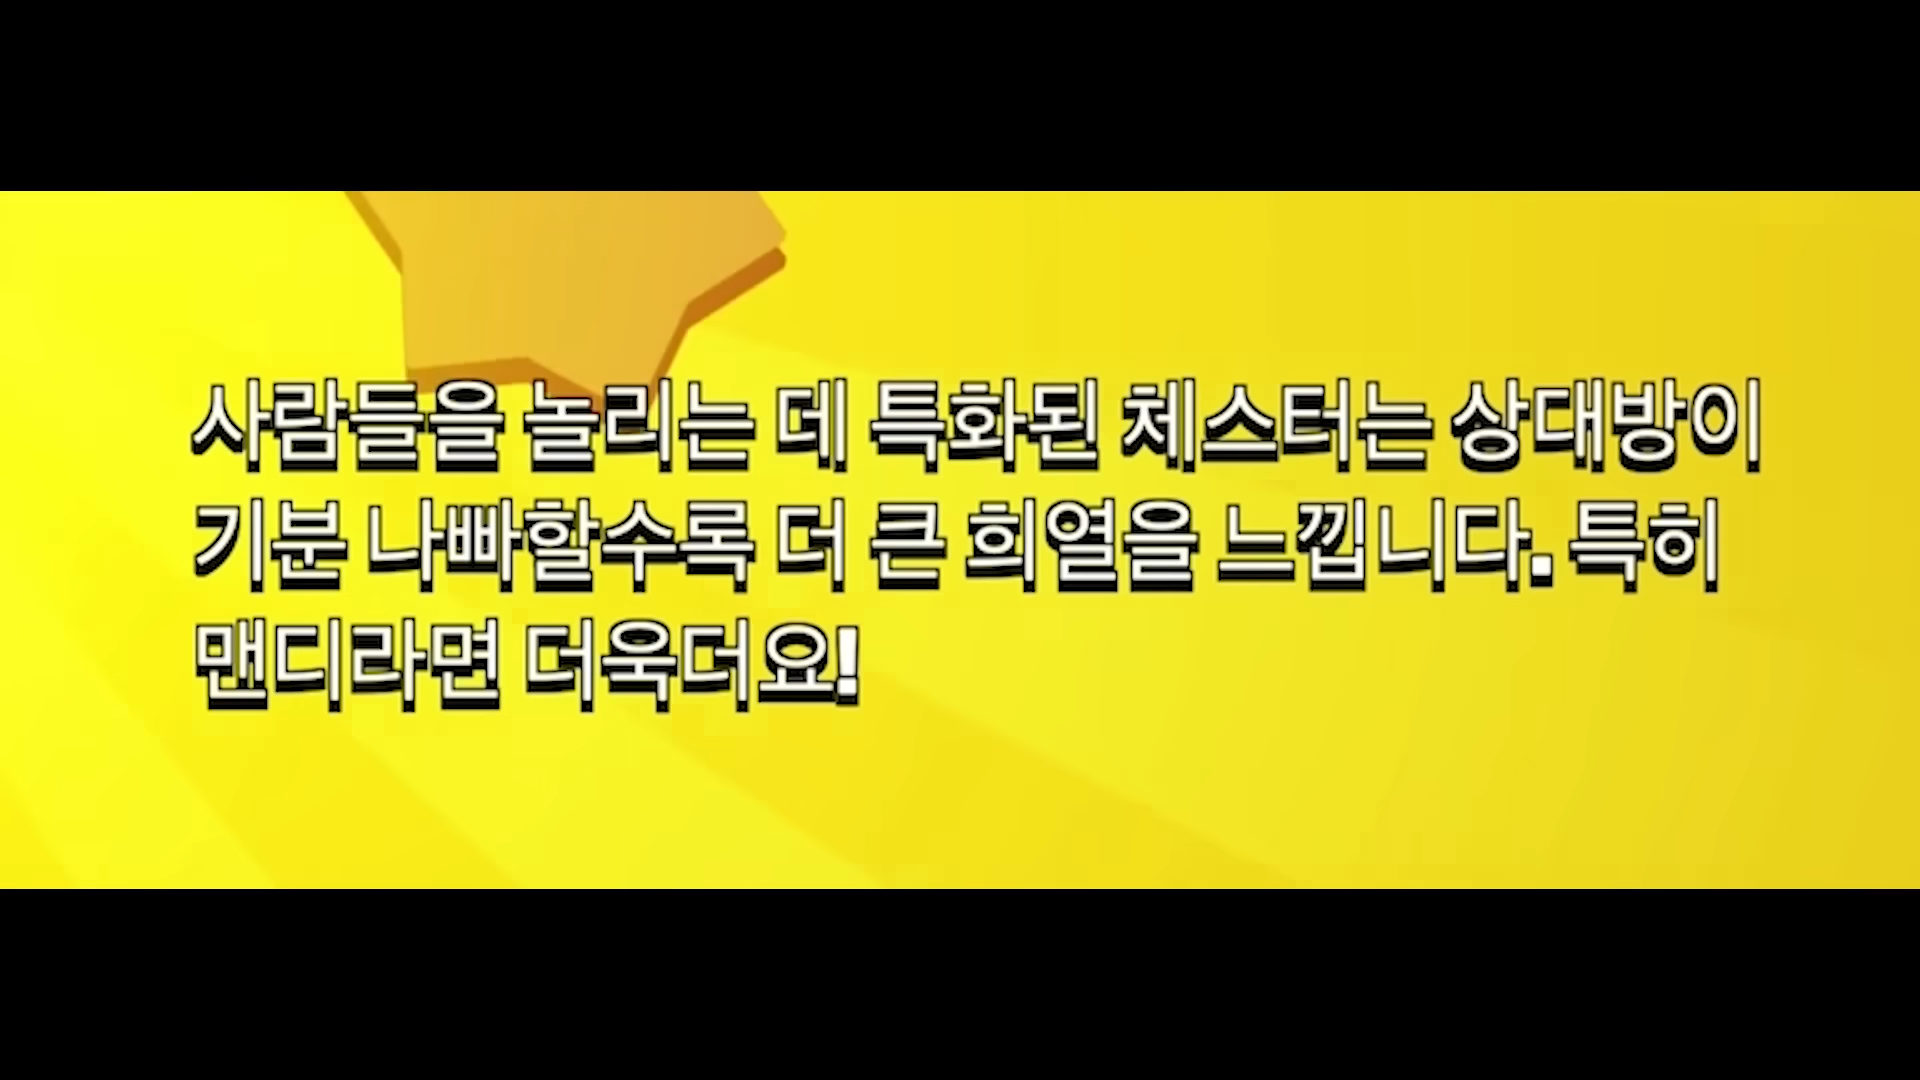 사람들을 놀리는 데 특화된 체스터는 상대방이
기분 나빠할수록 더 큰 희열을 느낍니다. 특히
맨디라면 더욱더요!